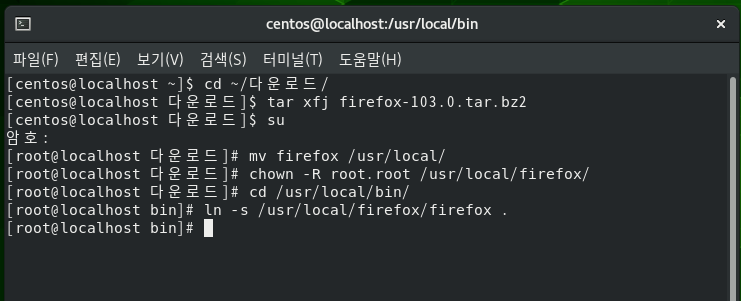 centos@localhost:/usr/local/bin
파일(F) 편집(E) 보기(V) 검색(S) 터미널(T) 도움말(H)
[centos@localhost ~]$ cd ~/다운로드/
[centos@localhost 다운로드]$ tar xfj firefox-103.0.tar.bz2
[centos@localhost 다운로드]$ su
암호:
[root@localhost 다운로드]# mv firefox /usr/local/
[root@localhost 다운로드]# chown -R root.root /usr/local/firefox/
[root@localhost 다운로드]# cd /usr/local/bin/
[root@localhost bin]# ln -s /usr/local/firefox/firefox .
[root@localhost bin]#